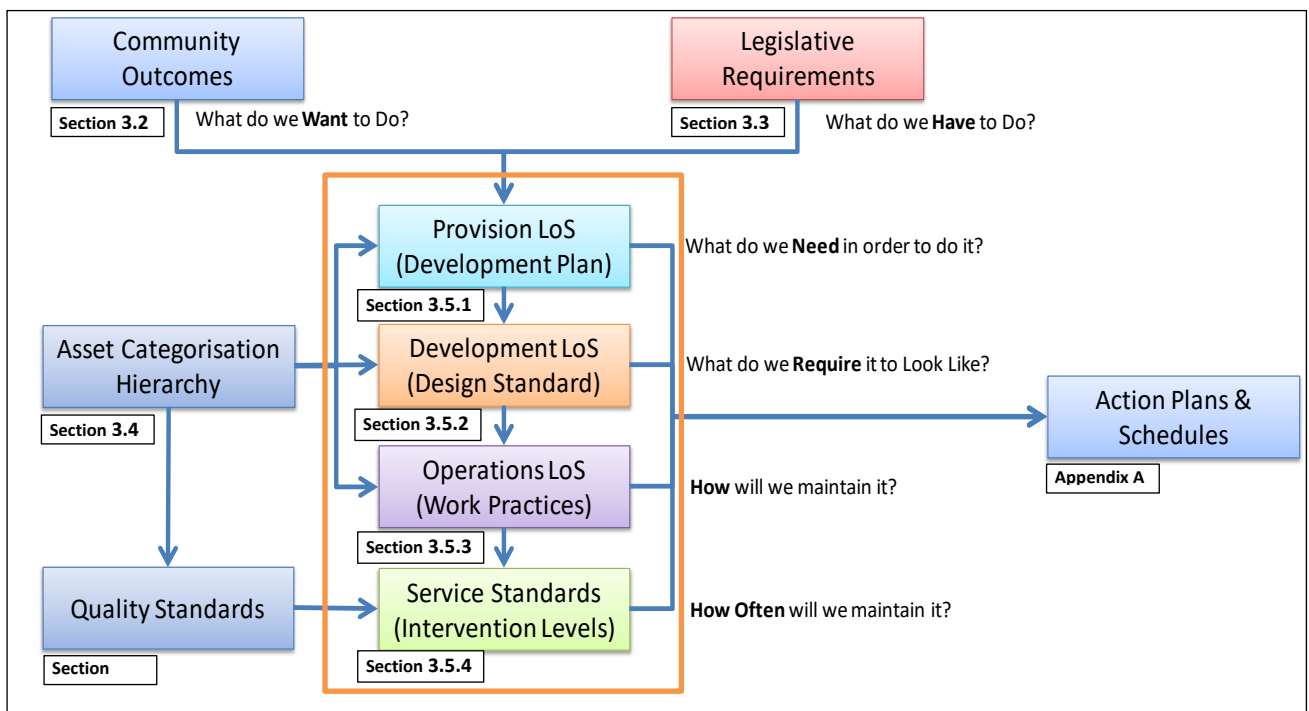 Community
Outcomes
Legislative
Requirements
Section 3.2
What do we Want to Do?
Section 3.3
What do we Have to Do?
Provision LoS
(Development Plan)
What do we Need in order to do it?
Section 3.5.1
Asset Categorisation
Hierarchy
Development LoS
(Design Standard)
What do we Require it to Look Like?
Section 3.4
Section 3.5.2
Action Plans &
Schedules
Operations LoS
(Work Practices)
How will we maintain it?
Appendix A
Section 3.5.3
Quality Standards
Service Standards
(Intervention Levels)
How Often will we maintain it?
Section
Section 3.5.4